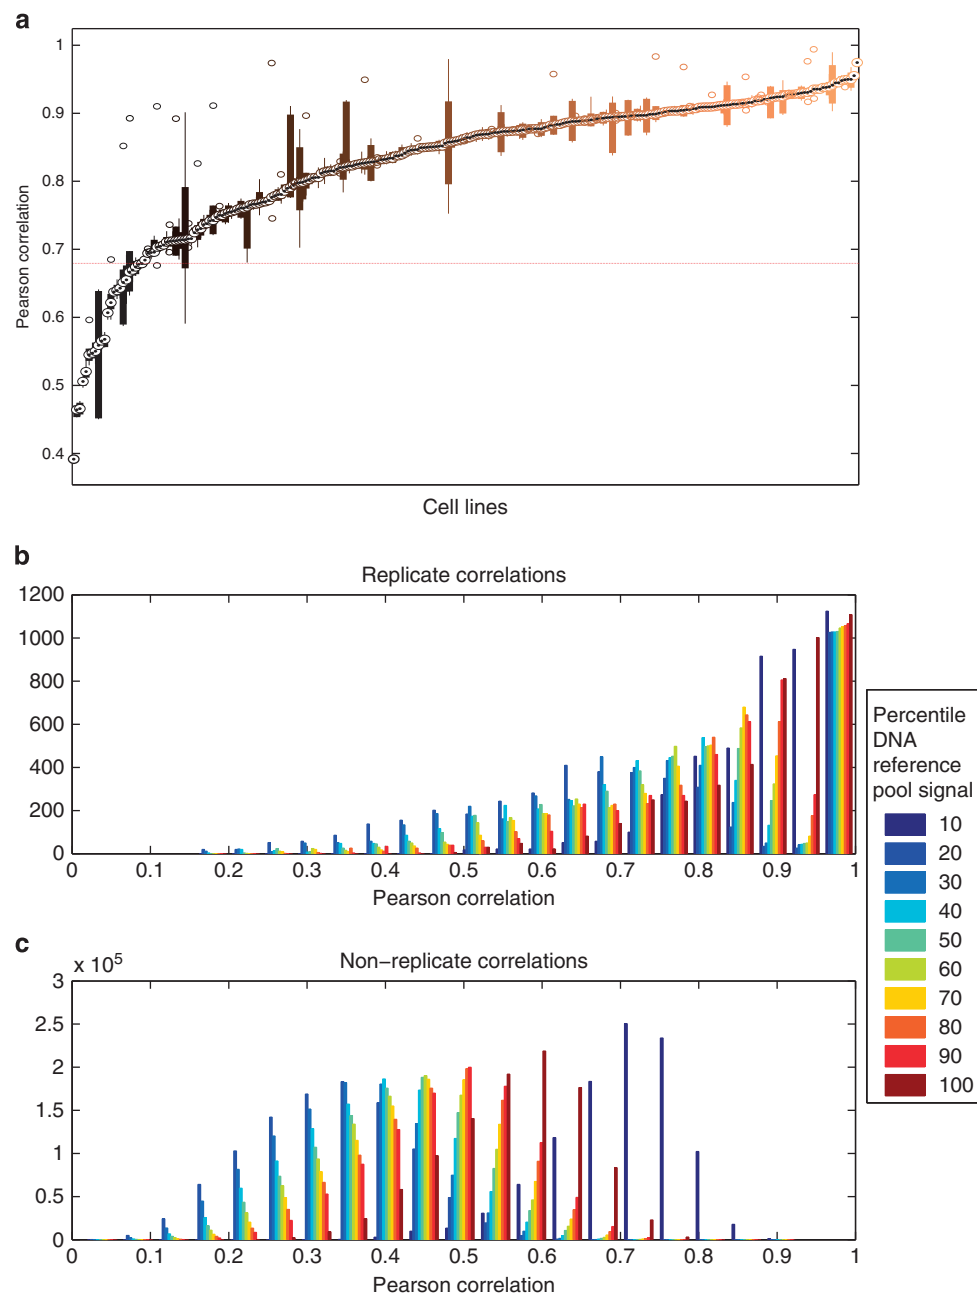 a
1
0.9
0.8
0.7
0.6
0.5
0.4
Pearson correlation
Cell lines
b
Replicate correlations
1200
1000
800
600
400
200
0
0 0.1 0.2 0.3 0.4 0.5 0.6 0.7 0.8 0.9 1
Pearson correlation
Percentile
DNA
reference
pool signal
10
20
30
40
50
60
70
80
90
100
c
x 10^5
Non-replicate correlations
3
2.5
2
1.5
1
0.5
0
0 0.1 0.2 0.3 0.4 0.5 0.6 0.7 0.8 0.9 1
Pearson correlation